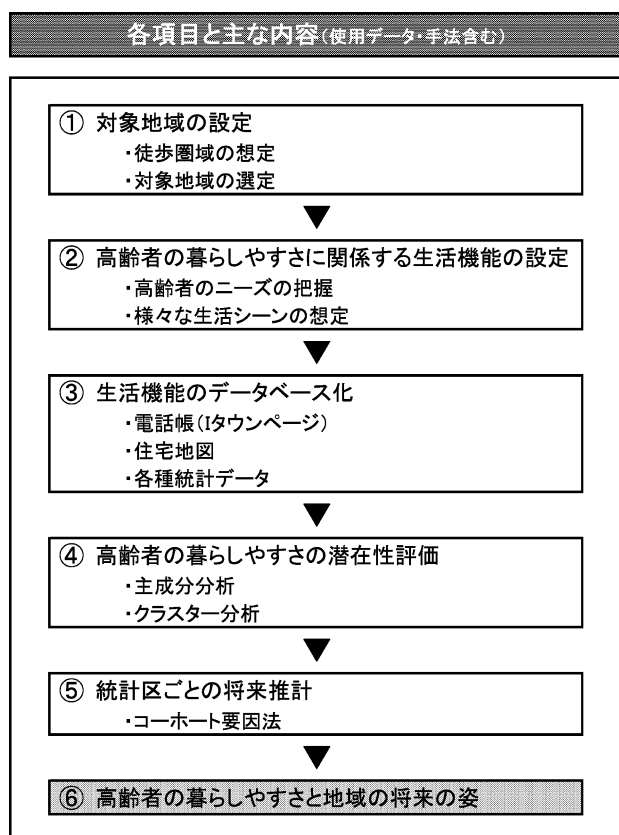 各項目と主な内容(使用データ・手法含む)
① 対象地域の設定
・徒歩圏域の想定
・対象地域の選定
② 高齢者の暮らしやすさに関係する生活機能の設定
・高齢者のニーズの把握
・様々な生活シーンの想定
③ 生活機能のデータベース化
・電話帳(Iタウンページ)
・住宅地図
・各種統計データ
④ 高齢者の暮らしやすさの潜在性評価
・主成分分析
・クラスター分析
⑤ 統計区ごとの将来推計
・コーホート要因法
⑥ 高齢者の暮らしやすさと地域の将来の姿